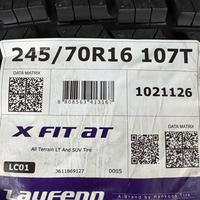 245/70R16 107T
DATA MATRIX
DATA MATRIX
8 808563 413167
1021126
X FIT aT
All Terrain LT And SUV Tire
LC01
3611869127
000S
Laufenn
A Brand by Hankook Tire